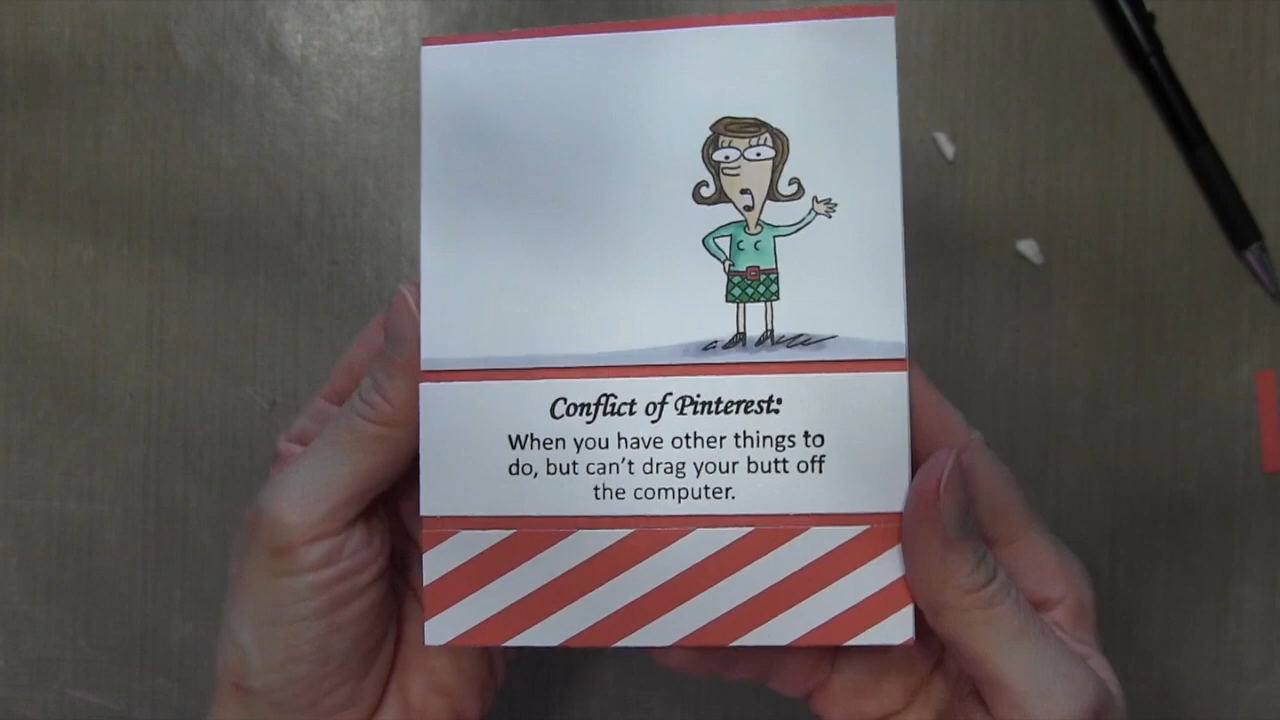 Conflict of Pinterest:
When you have other things to
do, but can't drag your butt off
the computer.